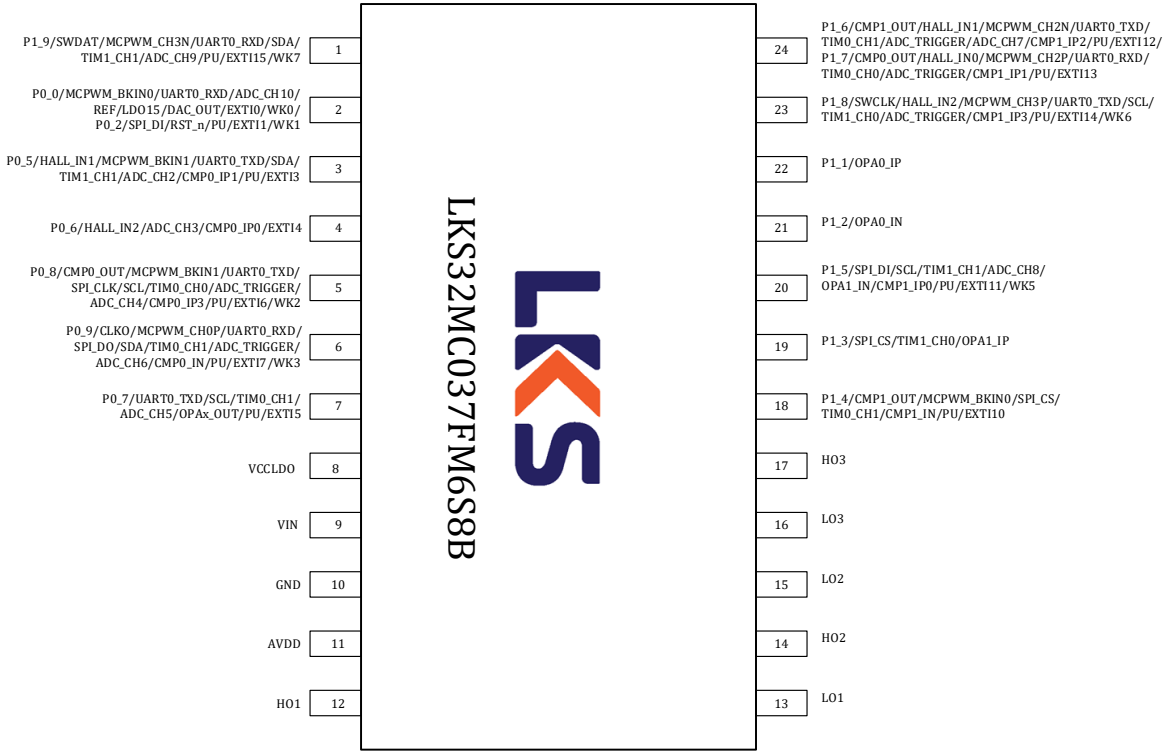 P1_9/SWDAT/MCPWM_CH3N/UART0_RXD/SDA/
TIM1_CH1/ADC_CH9/PU/EXTI15/WK7
1
P0_0/MCPWM_BKIN0/UART0_RXD/ADC_CH10/
REF/LDO15/DAC_OUT/EXTI0/WK0/
P0_2/SPI_DI/RST_n/PU/EXTI1/WK1
2
P0_5/HALL_IN1/MCPWM_BKIN1/UART0_TXD/SDA/
TIM1_CH1/ADC_CH2/CMP0_IP1/PU/EXTI3
3
P0_6/HALL_IN2/ADC_CH3/CMP0_IP0/EXTI4
4
P0_8/CMP0_OUT/MCPWM_BKIN1/UART0_TXD/
SPI_CLK/SCL/TIM0_CH0/ADC_TRIGGER/
ADC_CH4/CMP0_IP3/PU/EXTI6/WK2
5
P0_9/CLKO/MCPWM_CH0P/UART0_RXD/
SPI_DO/SDA/TIM0_CH1/ADC_TRIGGER/
ADC_CH6/CMP0_IN/PU/EXTI7/WK3
6
P0_7/UART0_TXD/SCL/TIM0_CH1/
ADC_CH5/OPAx_OUT/PU/EXTI5
7
VCCLDO
8
VIN
9
GND
10
AVDD
11
HO1
12
LKS32MC037FM6S8B
LKS
24
P1_6/CMP1_OUT/HALL_IN1/MCPWM_CH2N/UART0_TXD/
TIM0_CH1/ADC_TRIGGER/ADC_CH7/CMP1_IP2/PU/EXTI12/
P1_7/CMP0_OUT/HALL_IN0/MCPWM_CH2P/UART0_RXD/
TIM0_CH0/ADC_TRIGGER/CMP1_IP1/PU/EXTI13
23
P1_8/SWCLK/HALL_IN2/MCPWM_CH3P/UART0_TXD/SCL/
TIM1_CH0/ADC_TRIGGER/CMP1_IP3/PU/EXTI14/WK6
22
P1_1/OPA0_IP
21
P1_2/OPA0_IN
20
P1_5/SPI_DI/SCL/TIM1_CH1/ADC_CH8/
OPA1_IN/CMP1_IP0/PU/EXTI11/WK5
19
P1_3/SPI_CS/TIM1_CH0/OPA1_IP
18
P1_4/CMP1_OUT/MCPWM_BKIN0/SPI_CS/
TIM0_CH1/CMP1_IN/PU/EXTI10
17
HO3
16
LO3
15
LO2
14
HO2
13
LO1